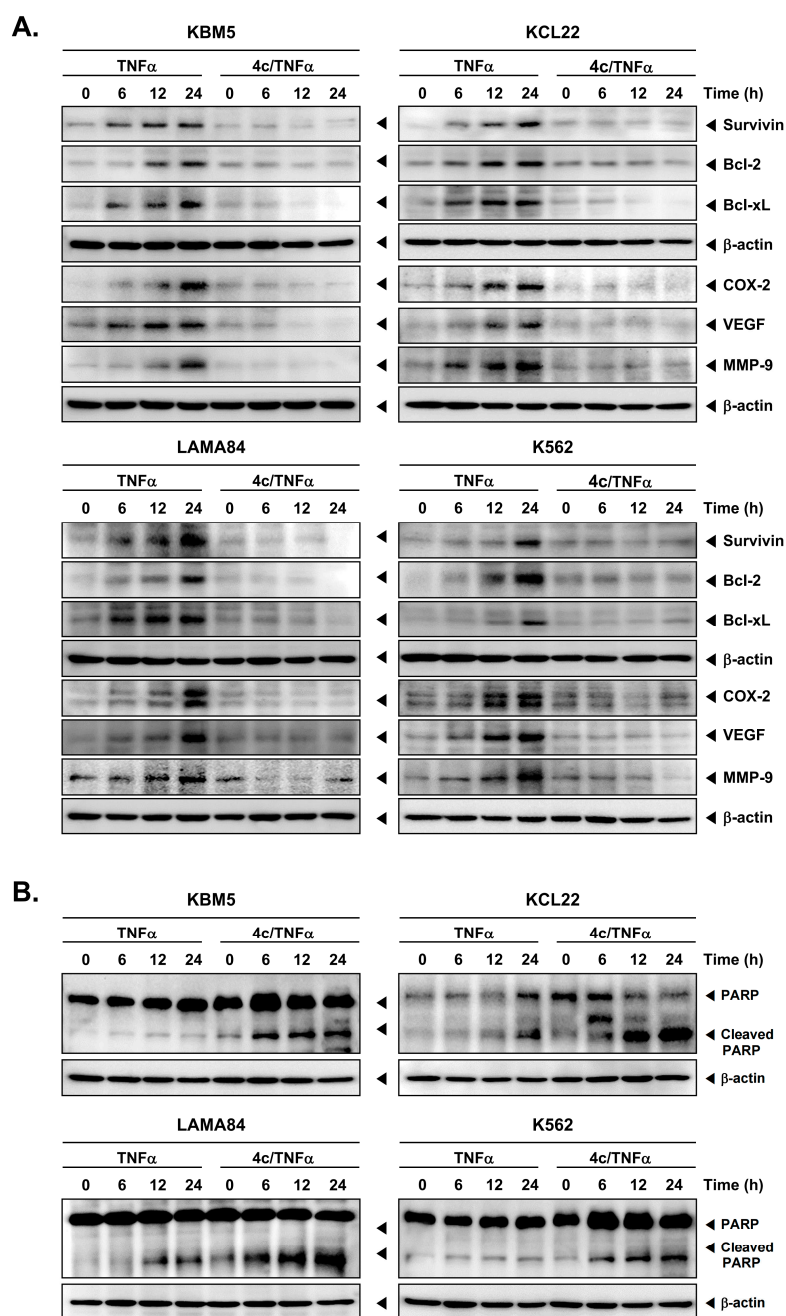 A.
KBM5 KCL22
TNFα 4c/TNFα TNFα 4c/TNFα
0 6 12 24 0 6 12 24 0 6 12 24 0 6 12 24 Time (h)
Survivin
Bcl-2
Bcl-xL
β-actin
COX-2
VEGF
MMP-9
β-actin
LAMA84 K562
TNFα 4c/TNFα TNFα 4c/TNFα
0 6 12 24 0 6 12 24 0 6 12 24 0 6 12 24 Time (h)
Survivin
Bcl-2
Bcl-xL
β-actin
COX-2
VEGF
MMP-9
β-actin
B.
KBM5 KCL22
TNFα 4c/TNFα TNFα 4c/TNFα
0 6 12 24 0 6 12 24 0 6 12 24 0 6 12 24 Time (h)
PARP
Cleaved
PARP
β-actin
LAMA84 K562
TNFα 4c/TNFα TNFα 4c/TNFα
0 6 12 24 0 6 12 24 0 6 12 24 0 6 12 24 Time (h)
PARP
Cleaved
PARP
β-actin